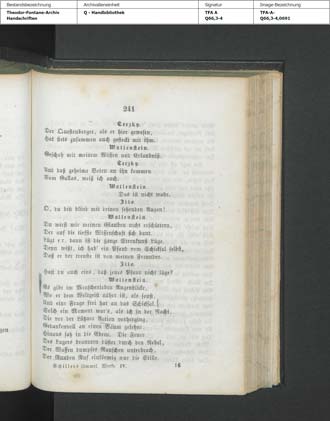 Bestandsbezeichnung
Archivalieneinheit
Signatur
Image-Bezeichnung
Theodor-Fontane-Archiv
Handschriften
Q - Handbibliothek
TFA A
Q66,3-4
TFA-A-
Q66,3-4,0691
241
Terzky.
Der Questenberger, als er hier gewesen,
Hat stets zusammen auch gesteckt mit ihm.
Wallenstein.
Geschah mit meinem Wissen und Erlaubniß.
Terzky.
Und daß geheime Boten an ihn kommen
Vom Gallas, weiß ich auch.
Wallenstein.
Das ist nicht wahr.
Illo.
O, du bist blind mit deinen sehenden Augen!
Wallenstein.
Du wirst mir meinen Glauben nicht erschüttern,
Der auf die tiefste Wissenschaft sich baut.
Lügt er, dann ist die ganze Sternkunst Lüge.
Denn wißt, ich hab' ein Pfand vom Schicksal selbst,
Daß er der treuste ist von meinen Freunden.
Illo.
Hast du auch eins, daß jenes Pfand nicht lüge?
Wallenstein.
Es gibt im Menschenleben Augenblicke,
Wo er dem Weltgeist näher ist, als sonst,
Und eine Frage frei hat an das Schicksal.
Solch ein Moment war's, als ich in der Nacht,
Die vor der Lützner Action vorherging,
Gedankenvoll an einen Baum gelehnt,
Hinaus sah in die Ebene. Die Feuer
Des Lagers brannten düster durch den Nebel,
Der Waffen dumpfes Rauschen unterbrach,
Der Runden Ruf einförmig nur die Stille.
Schillers sämmtl. Werke. IV. 16